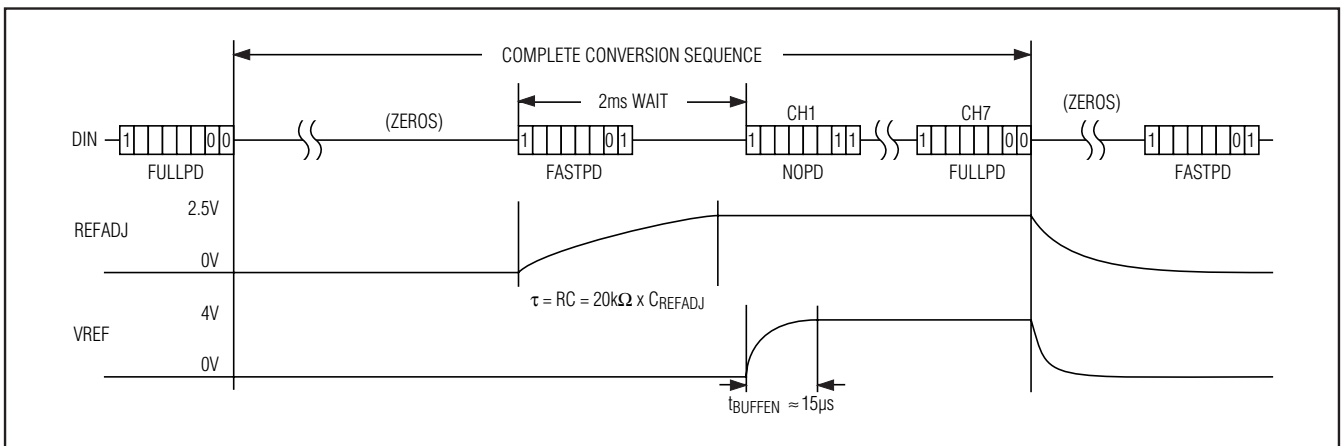 COMPLETE CONVERSION SEQUENCE
2ms WAIT
(ZEROS)
CH1
CH7
(ZEROS)
DIN
1 0 0
1 0 1
1 1 1
1 0 0
1 0 1
FULLPD
FASTPD
NOPD
FULLPD
FASTPD
REFADJ
2.5V
0V
τ = RC = 20kΩ x CREFADJ
VREF
4V
0V
tBUFFEN ≈ 15μs